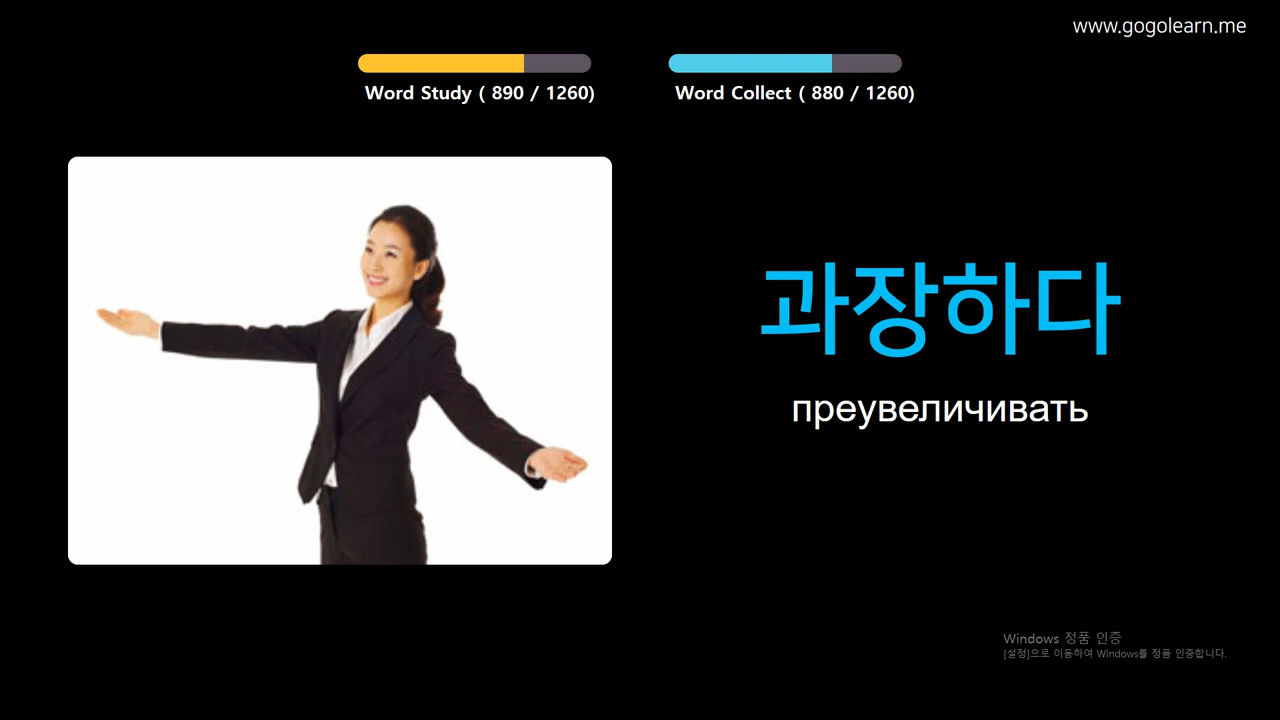 www.gogolearn.me
Word Study ( 890 / 1260)
Word Collect ( 880 / 1260)
과장하다
преувеличивать
Windows 정품 인증
[설정]으로 이동하여 Windows를 정품 인증합니다.